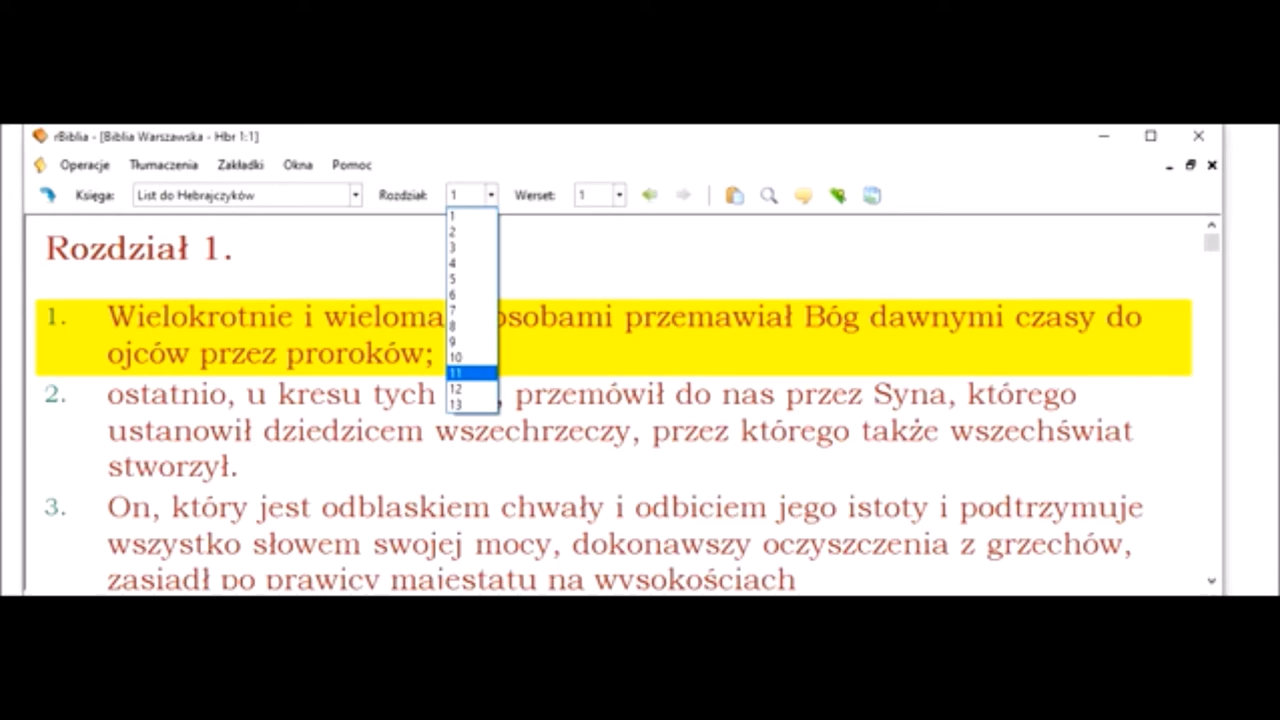 rBiblia - [Biblia Warszawska - Hbr 1:1]
Operacje Tłumaczenia Zakładki Okna Pomoc
Księga: List do Hebrajczyków Rozdział: 1 Werset: 1
1
2
3
4
5
6
7
8
9
10
11
12
13
Rozdział 1.
1. Wielokrotnie i wieloma osobami przemawiał Bóg dawnymi czasy do
ojców przez proroków;
2. ostatnio, u kresu tych , przemówił do nas przez Syna, którego
ustanowił dziedzicem wszechrzeczy, przez którego także wszechświat
stworzył.
3. On, który jest odblaskiem chwały i odbiciem jego istoty i podtrzymuje
wszystko słowem swojej mocy, dokonawszy oczyszczenia z grzechów,
zasiadł po prawicy majestatu na wysokościach